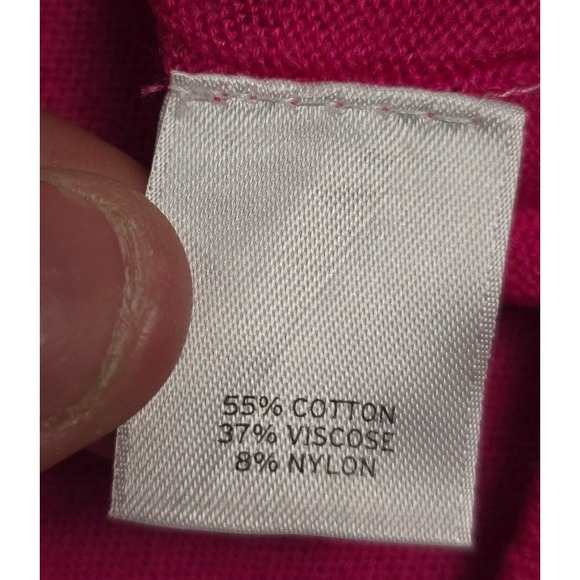 55% COTTON
37% VISCOSE
8% NYLON